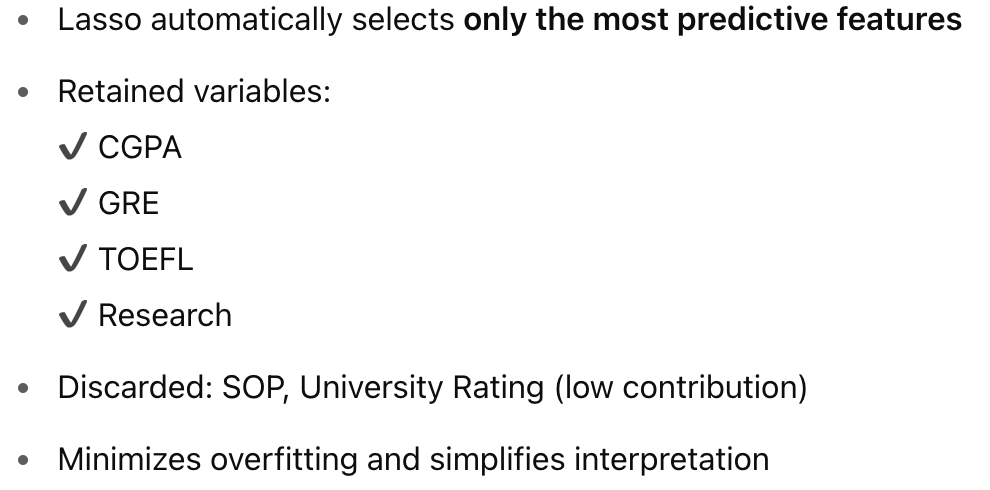 • Lasso automatically selects only the most predictive features
• Retained variables:
✔ CGPA
✔ GRE
✔ TOEFL
✔ Research
• Discarded: SOP, University Rating (low contribution)
• Minimizes overfitting and simplifies interpretation